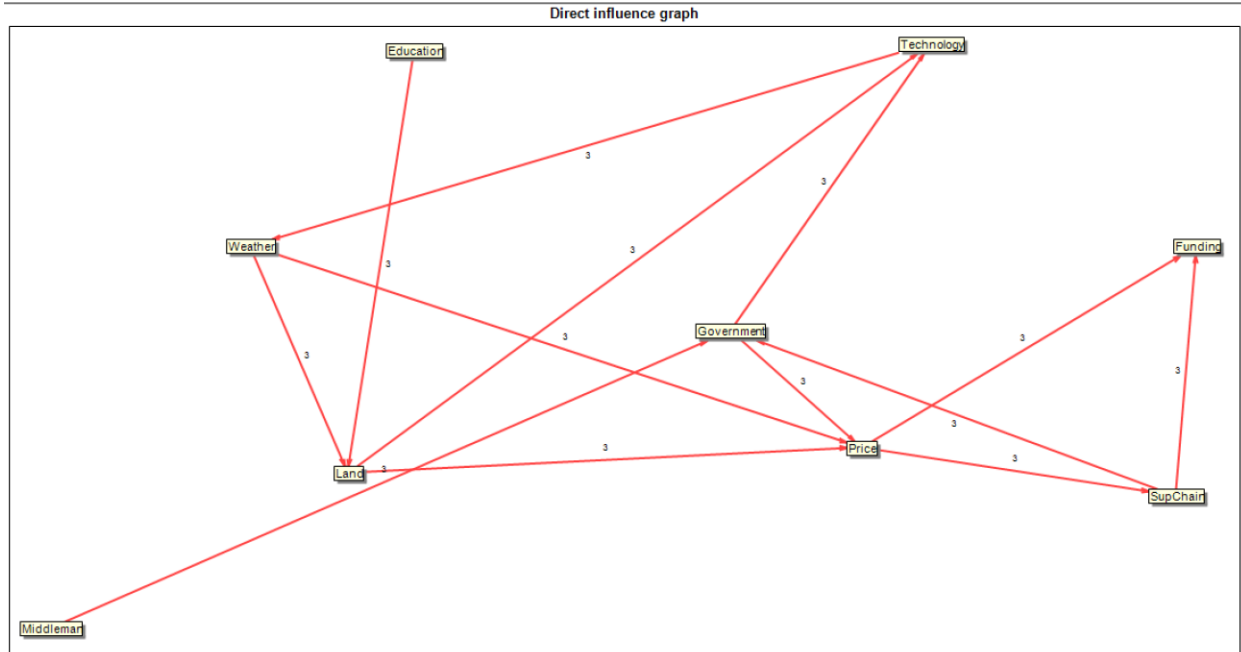 Direct influence graph
Education
Technology
3
3
Weather
3
3
Funding
Government
3
3
3
3
3
3
3
Price
3
3
Land
3
SupChain
Middleman